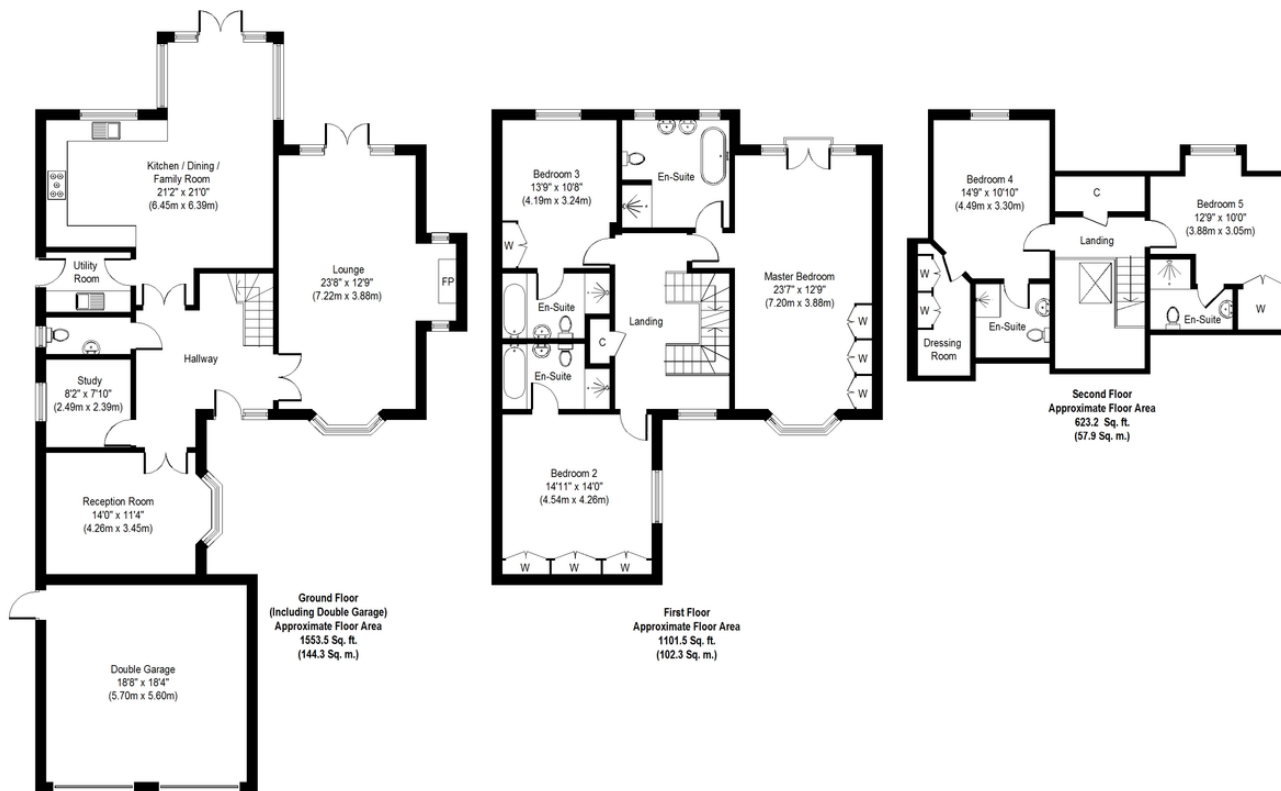 Kitchen / Dining /
Family Room
21'2" x 21'0"
(6.45m x 6.39m)
Utility
Room
Lounge
23'8" x 12'9"
(7.22m x 3.88m)
FP
Hallway
Study
8'2" x 7'10"
(2.49m x 2.39m)
Reception Room
14'0" x 11'4"
(4.26m x 3.45m)
Double Garage
18'8" x 18'4"
(5.70m x 5.60m)
Ground Floor
(Including Double Garage)
Approximate Floor Area
1553.5 Sq. ft.
(144.3 Sq. m.)
Bedroom 3
13'9" x 10'8"
(4.19m x 3.24m)
W
En-Suite
Master Bedroom
23'7" x 12'9"
(7.20m x 3.88m)
W
W
W
En-Suite
Landing
C
En-Suite
Bedroom 2
14'11" x 14'0"
(4.54m x 4.26m)
W
W
W
First Floor
Approximate Floor Area
1101.5 Sq. ft.
(102.3 Sq. m.)
Bedroom 4
14'9" x 10'10"
(4.49m x 3.30m)
C
Landing
Bedroom 5
12'9" x 10'0"
(3.88m x 3.05m)
W
W
Dressing
Room
En-Suite
En-Suite
W
Second Floor
Approximate Floor Area
623.2 Sq. ft.
(57.9 Sq. m.)